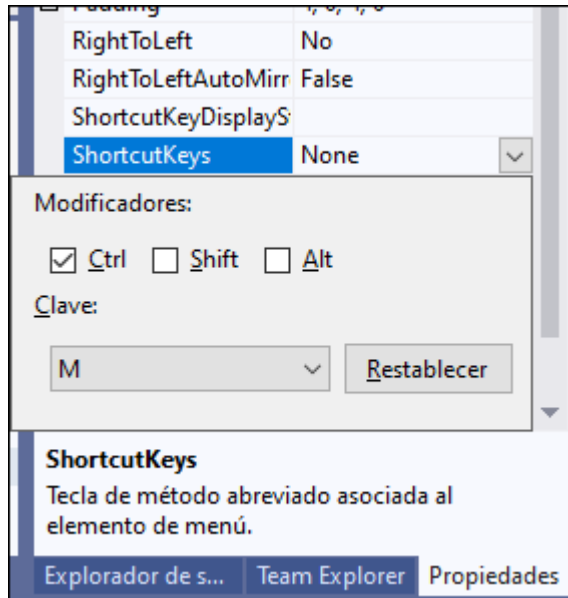 Padding
RightToLeft No
RightToLeftAutoMirr False
ShortcutKeyDisplayS
ShortcutKeys None
Modificadores:
Ctrl Shift Alt
Clave:
M Restablecer
ShortcutKeys
Tecla de método abreviado asociada al
elemento de menú.
Explorador de s... Team Explorer Propiedades